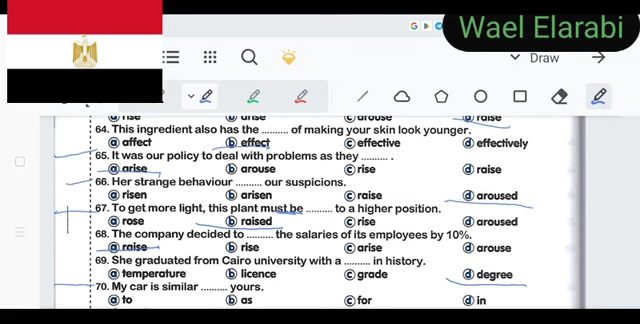 Wael Elarabi
Draw
a rise b arise c arouse d raise
64. This ingredient also has the .......... of making your skin look younger.
a affect b effect c effective d effectively
65. It was our policy to deal with problems as they .......... .
a arise b arouse c rise d raise
66. Her strange behaviour .......... our suspicions.
a risen b arisen c raise d aroused
67. To get more light, this plant must be .......... to a higher position.
a rose b raised c rise d aroused
68. The company decided to .......... the salaries of its employees by 10%.
a raise b rise c arise d arouse
69. She graduated from Cairo university with a .......... in history.
a temperature b licence c grade d degree
70. My car is similar .......... yours.
a to b as c for d in